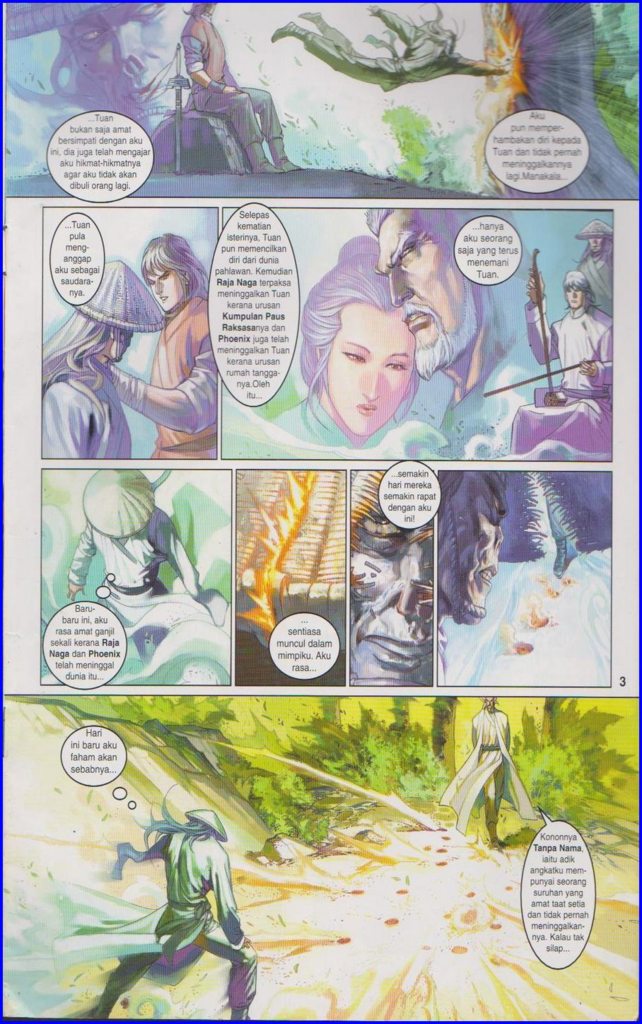 ...Tuan
bukan saja amat
bersimpati dengan aku
ini, dia juga telah mengajar
aku hikmat-hikmatnya
agar aku tidak akan
dibuli orang lagi.
Aku
pun memper-
hambakan diri kepada
Tuan dan tidak pernah
meninggalkannya
lagi.Manakala...
...Tuan
pula
meng-
anggap
aku sebagai
saudara-
nya.
Selepas
kematian
isterinya, Tuan
pun memencilkan
diri dari dunia
pahlawan. Kemudian
Raja Naga terpaksa
meninggalkan Tuan
kerana urusan
Kumpulan Paus
Raksasanya dan
Phoenix juga telah
meninggalkan Tuan
kerana urusan
rumah tangga-
nya.Oleh
itu...
...hanya
aku seorang
saja yang terus
menemani
Tuan.
Baru-
baru ini, aku
rasa amat ganjil
sekali kerana Raja
Naga dan Phoenix
telah meninggal
dunia itu...
...
sentiasa
muncul dalam
mimpiku. Aku
rasa...
...semakin
hari mereka
semakin rapat
dengan aku
ini!
3
Hari
ini baru aku
faham akan
sebabnya...
Kononnya
Tanpa Nama,
iaitu adik
angkatku mem-
punyai seorang
suruhan yang
amat taat setia
dan tidak pernah
meninggalkan-
nya. Kalau tak
silap...